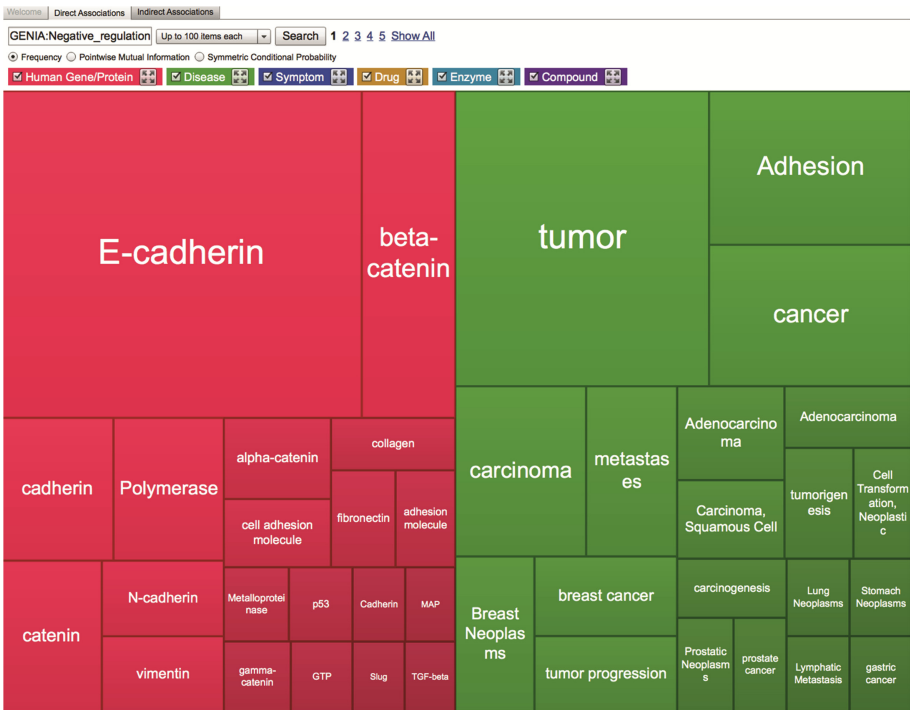 Welcome Direct Associations Indirect Associations
GENIA:Negative_regulation Up to 100 items each Search 1 2 3 4 5 Show All
Frequency Pointwise Mutual Information Symmetric Conditional Probability
Human Gene/Protein Disease Symptom Drug Enzyme Compound
E-cadherin
beta-
catenin
cadherin
Polymerase
alpha-catenin
collagen
cell adhesion
molecule
fibronectin
adhesion
molecule
catenin
N-cadherin
vimentin
Metalloprotei
nase
p53
Cadherin
MAP
gamma-
catenin
GTP
Slug
TGF-beta
tumor
Adhesion
cancer
carcinoma
metastas
es
Adenocarcino
ma
Adenocarcinoma
Carcinoma,
Squamous Cell
tumorigen
esis
Cell
Transform
ation,
Neoplasti
c
Breast
Neoplas
ms
breast cancer
tumor progression
carcinogenesis
Lung
Neoplasms
Stomach
Neoplasms
Prostatic
Neoplasm
s
prostate
cancer
Lymphatic
Metastasis
gastric
cancer